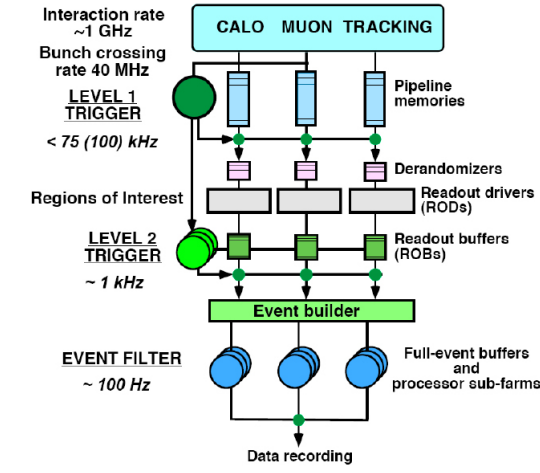 Interaction rate
~1 GHz
CALO MUON TRACKING
Bunch crossing
rate 40 MHz
LEVEL 1
TRIGGER
< 75 (100) kHz
Pipeline
memories
Derandomizers
Regions of Interest
Readout drivers
(RODs)
LEVEL 2
TRIGGER
~ 1 kHz
Readout buffers
(ROBs)
Event builder
EVENT FILTER
~ 100 Hz
Full-event buffers
and
processor sub-farms
Data recording